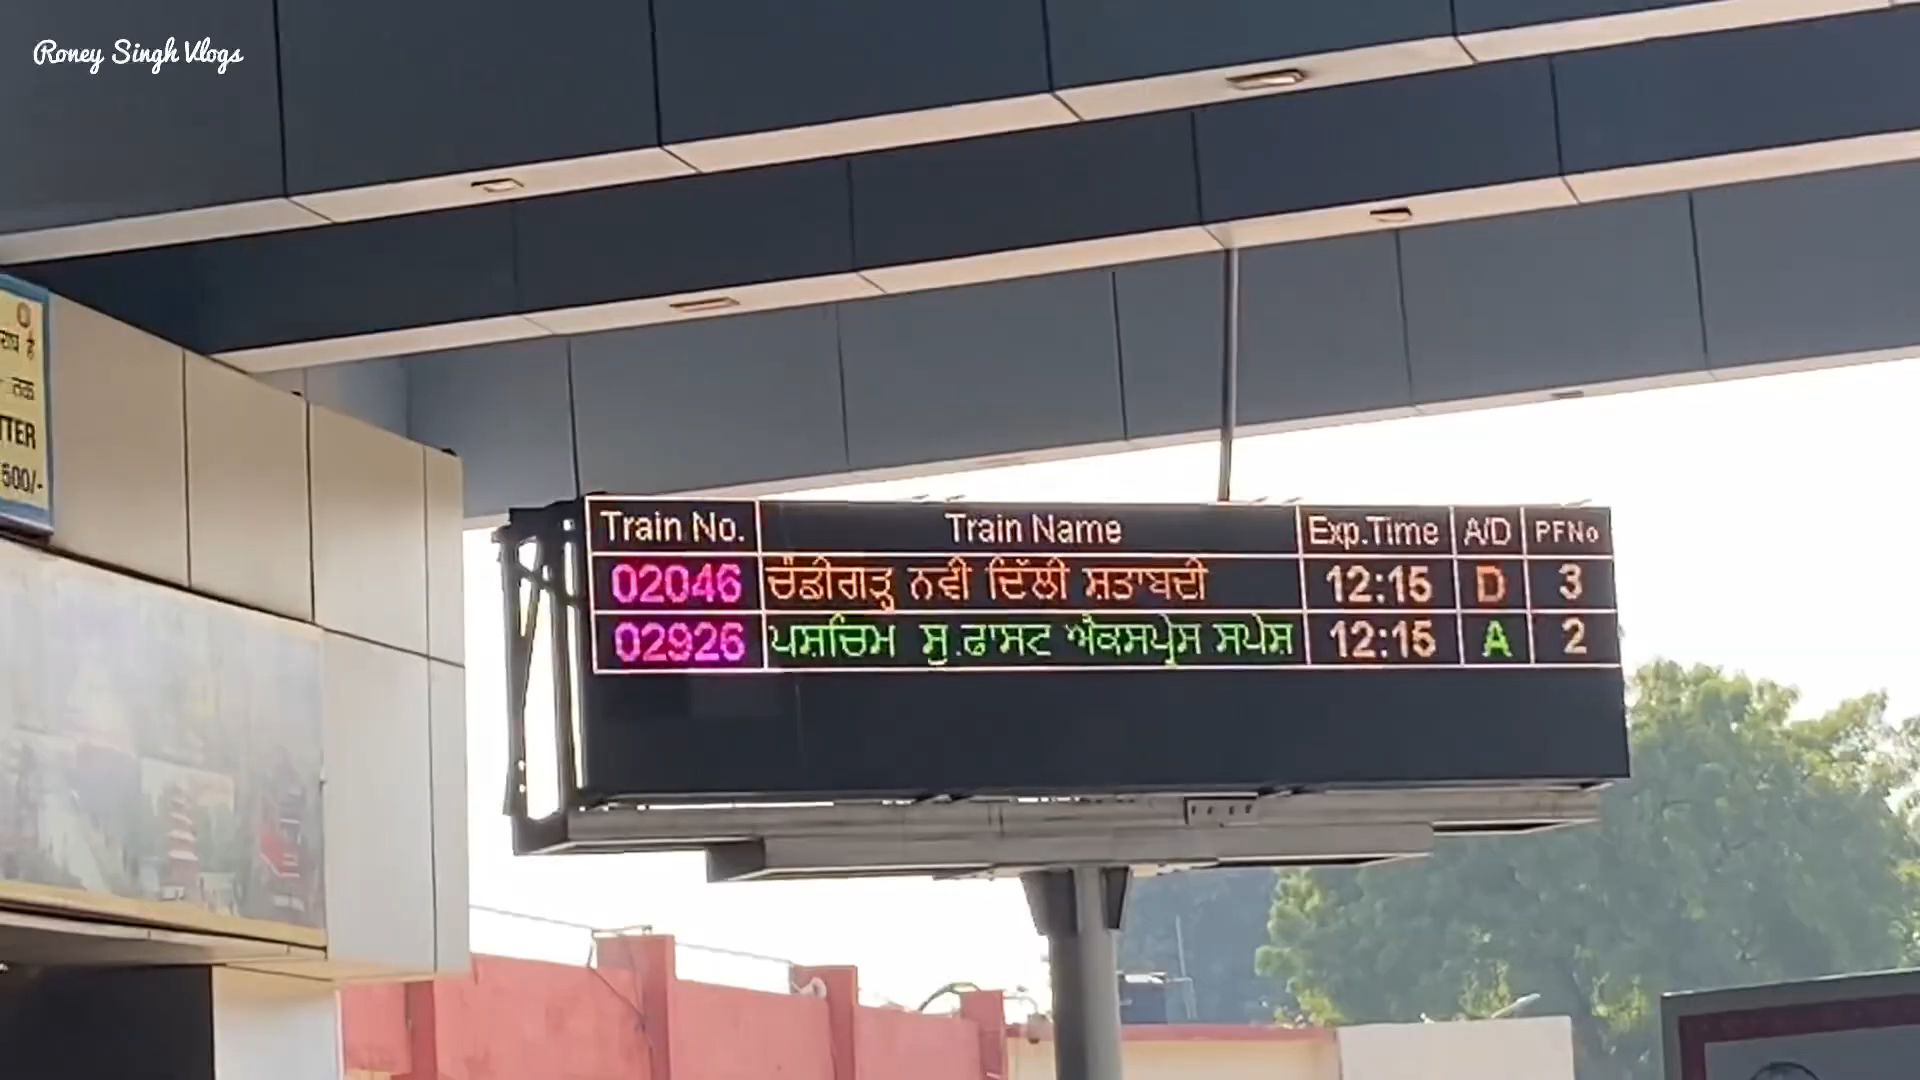 Roney Singh Vlogs
है
TTER
500/-
Train No. Train Name Exp.Time A/D PFNo
02046 ਚੰਡੀਗੜ੍ਹ ਨਵੀ ਦਿੱਲੀ ਸ਼ਤਾਬਦੀ 12:15 D 3
02926 ਪਸ਼ਚਿਮ ਸੁ.ਫਾਸਟ ਐਕਸਪ੍ਰੈਸ ਸਪੇਸ਼ 12:15 A 2